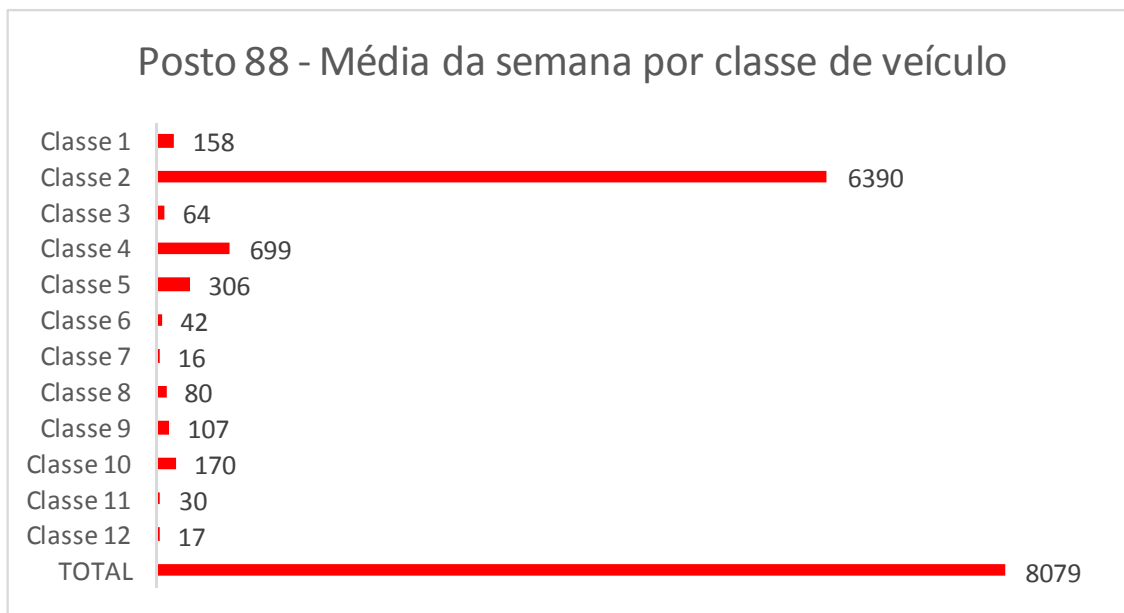 Posto 88 - Média da semana por classe de veículo
Classe 1 158
Classe 2 6390
Classe 3 64
Classe 4 699
Classe 5 306
Classe 6 42
Classe 7 16
Classe 8 80
Classe 9 107
Classe 10 170
Classe 11 30
Classe 12 17
TOTAL 8079